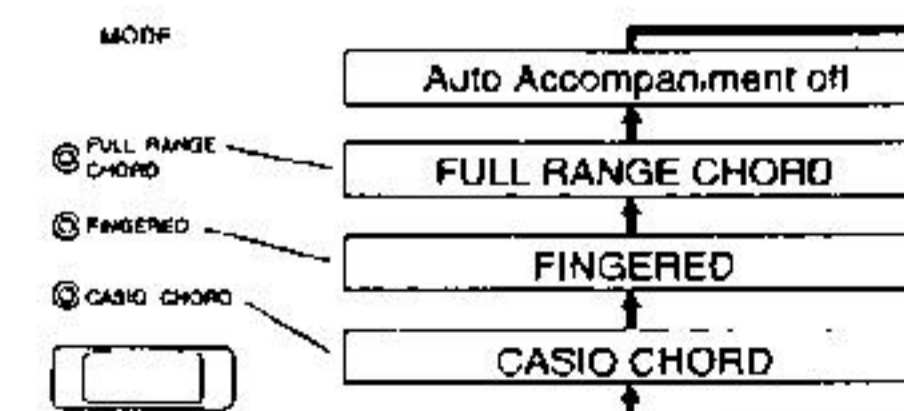 MODE
Auto Accompaniment off
FULL RANGE
CHORD
FULL RANGE CHORD
FINGERED
FINGERED
CASIO CHORD
CASIO CHORD